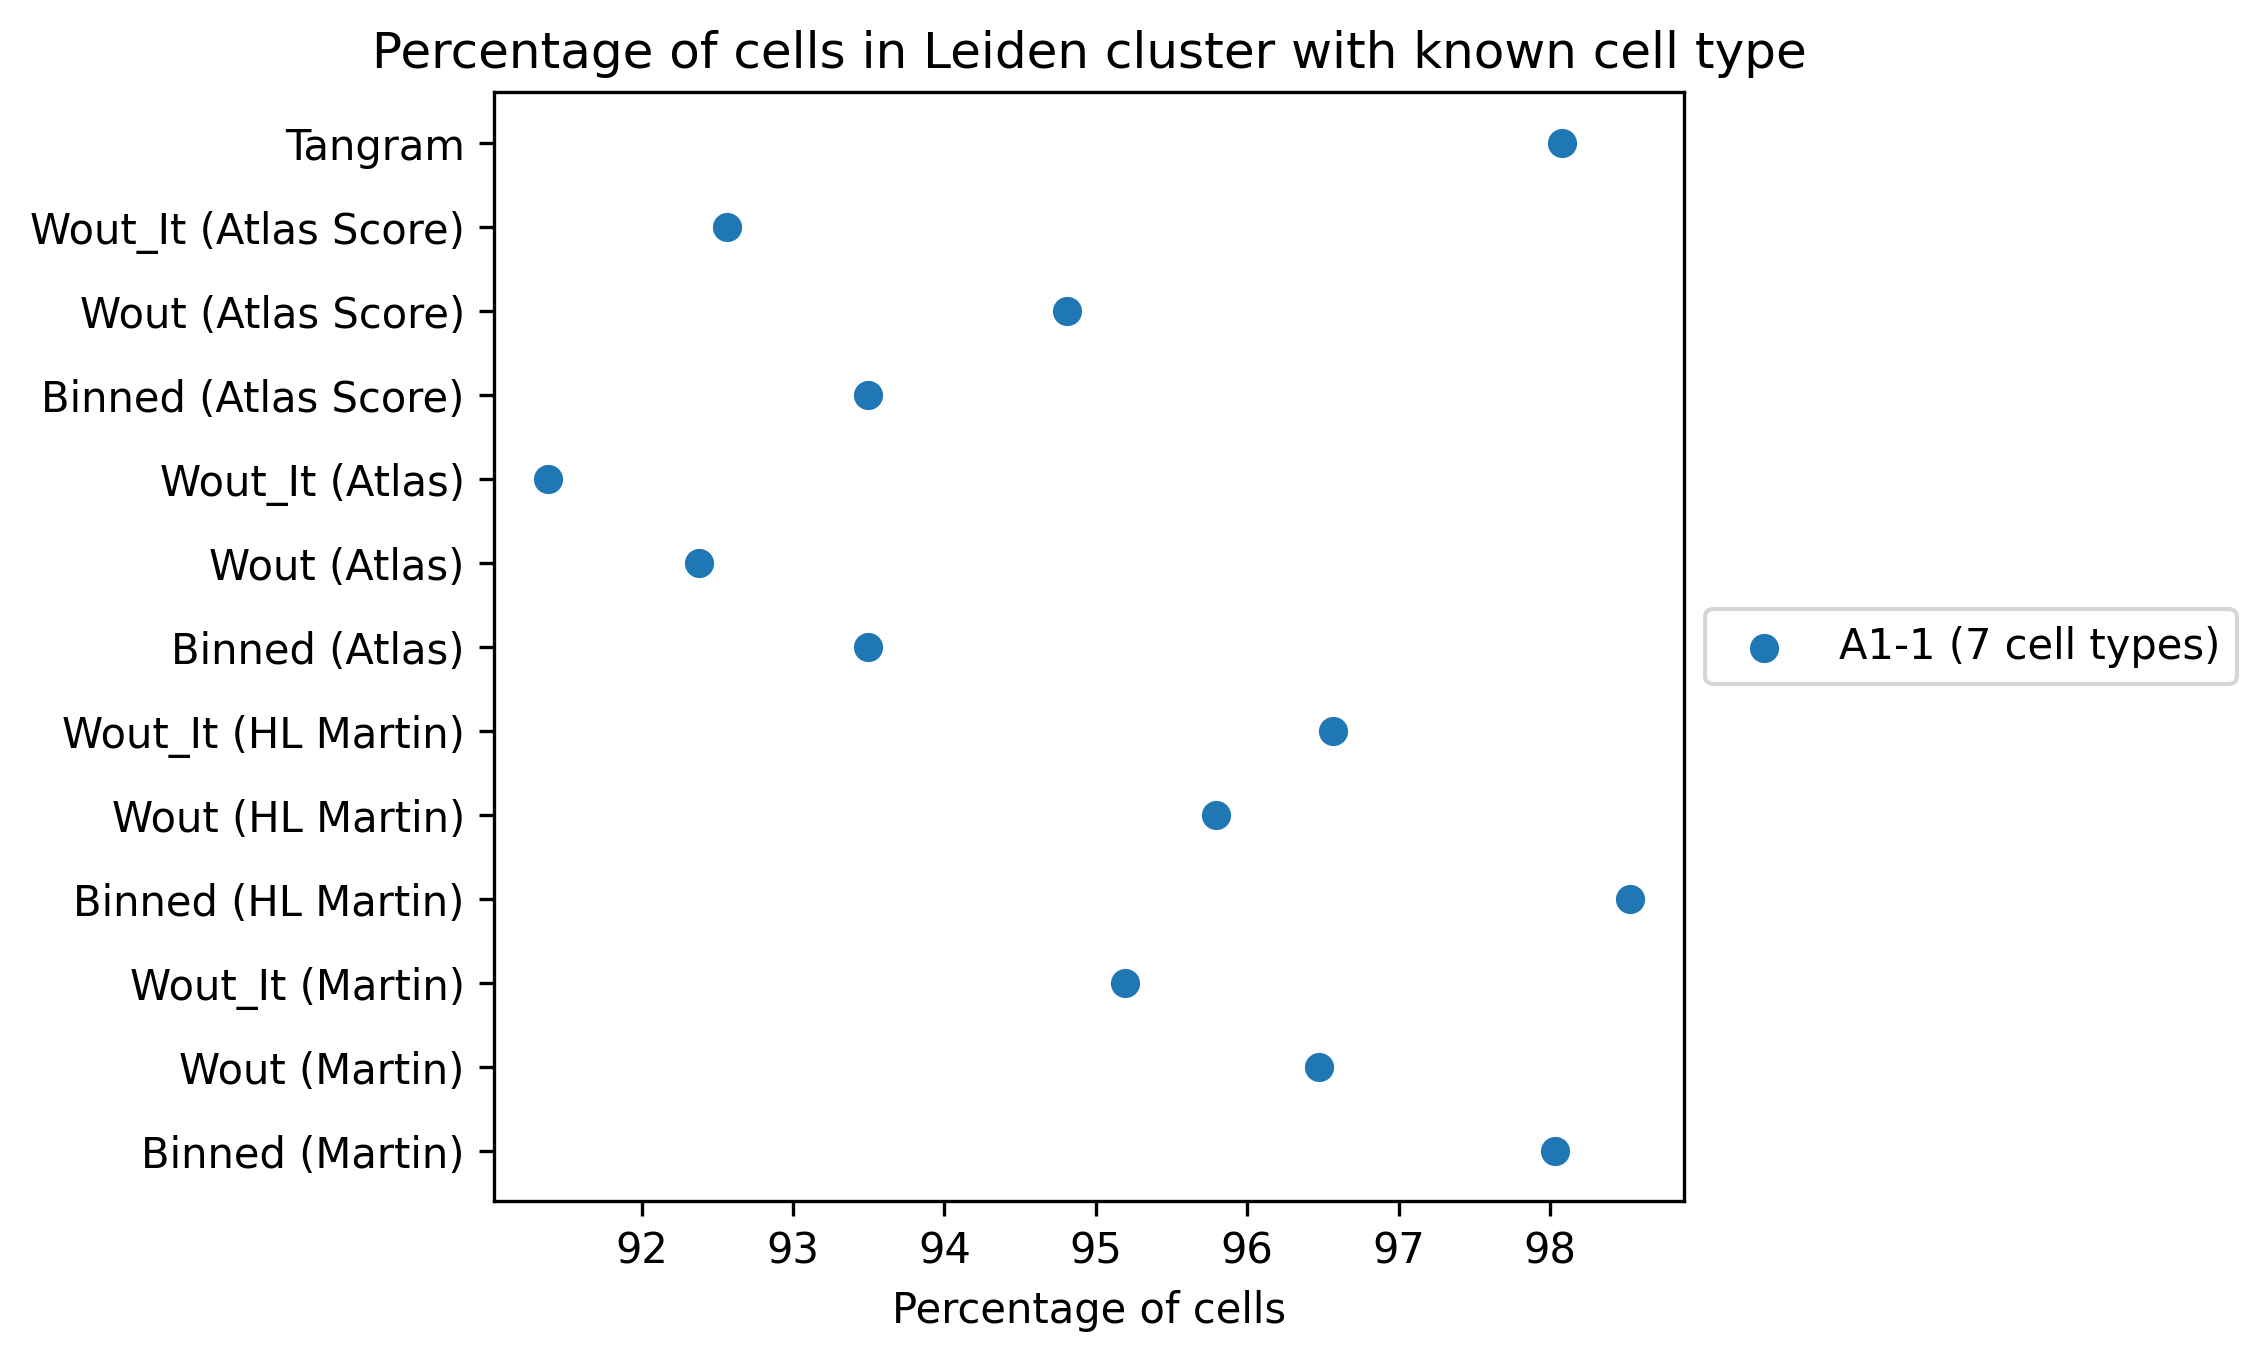 Percentage of cells in Leiden cluster with known cell type
Tangram
Wout_It (Atlas Score)
Wout (Atlas Score)
Binned (Atlas Score)
Wout_It (Atlas)
Wout (Atlas)
Binned (Atlas)
Wout_It (HL Martin)
Wout (HL Martin)
Binned (HL Martin)
Wout_It (Martin)
Wout (Martin)
Binned (Martin)
A1-1 (7 cell types)
92 93 94 95 96 97 98
Percentage of cells